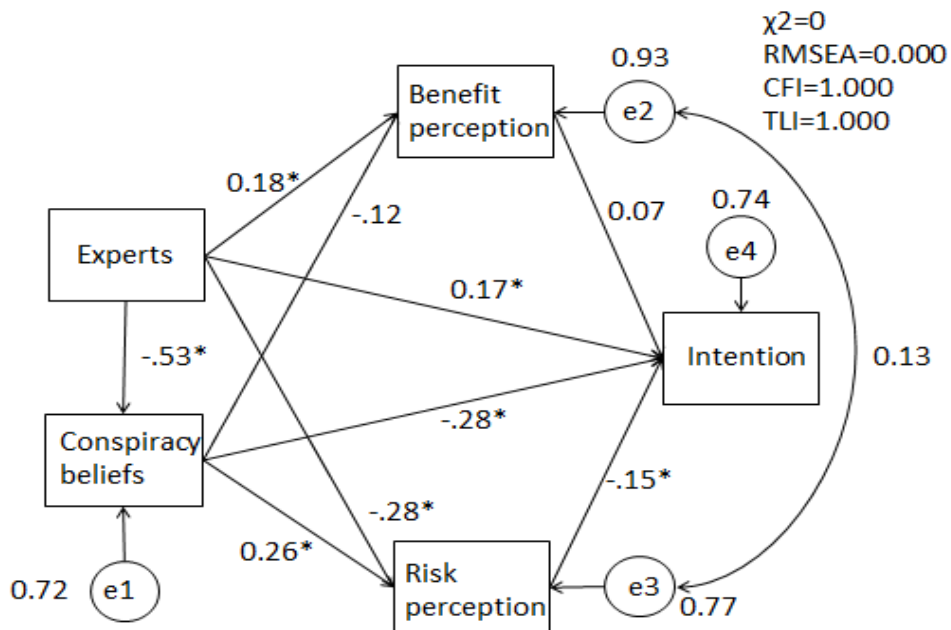 χ2=0
RMSEA=0.000
CFI=1.000
TLI=1.000
0.93
Benefit
perception
e2
0.18*
-.12
0.07
0.74
Experts
e4
0.17*
-.53*
Intention
0.13
Conspiracy
beliefs
-.28*
-.15*
-.28*
0.26*
0.72
e1
Risk
perception
e3
0.77